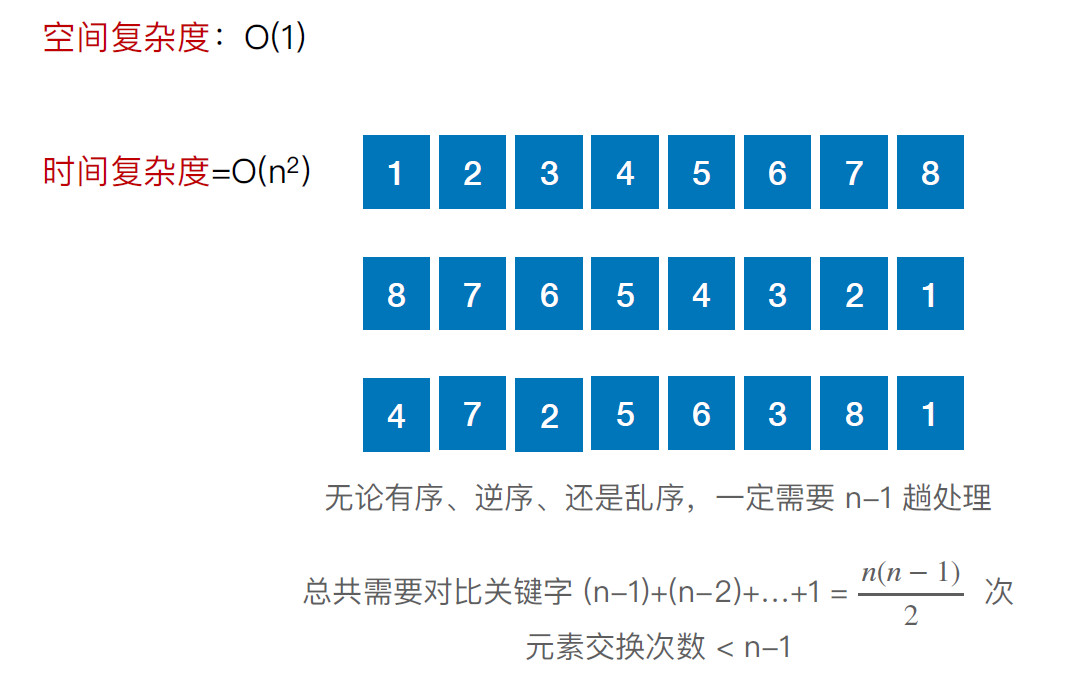 空间复杂度：O(1)
时间复杂度=O(n²)
1 2 3 4 5 6 7 8
8 7 6 5 4 3 2 1
4 7 2 5 6 3 8 1
无论有序、逆序、还是乱序，一定需要 n-1 趟处理
总共需要对比关键字 (n-1)+(n-2)+...+1 = n(n − 1)/2 次
元素交换次数 < n-1